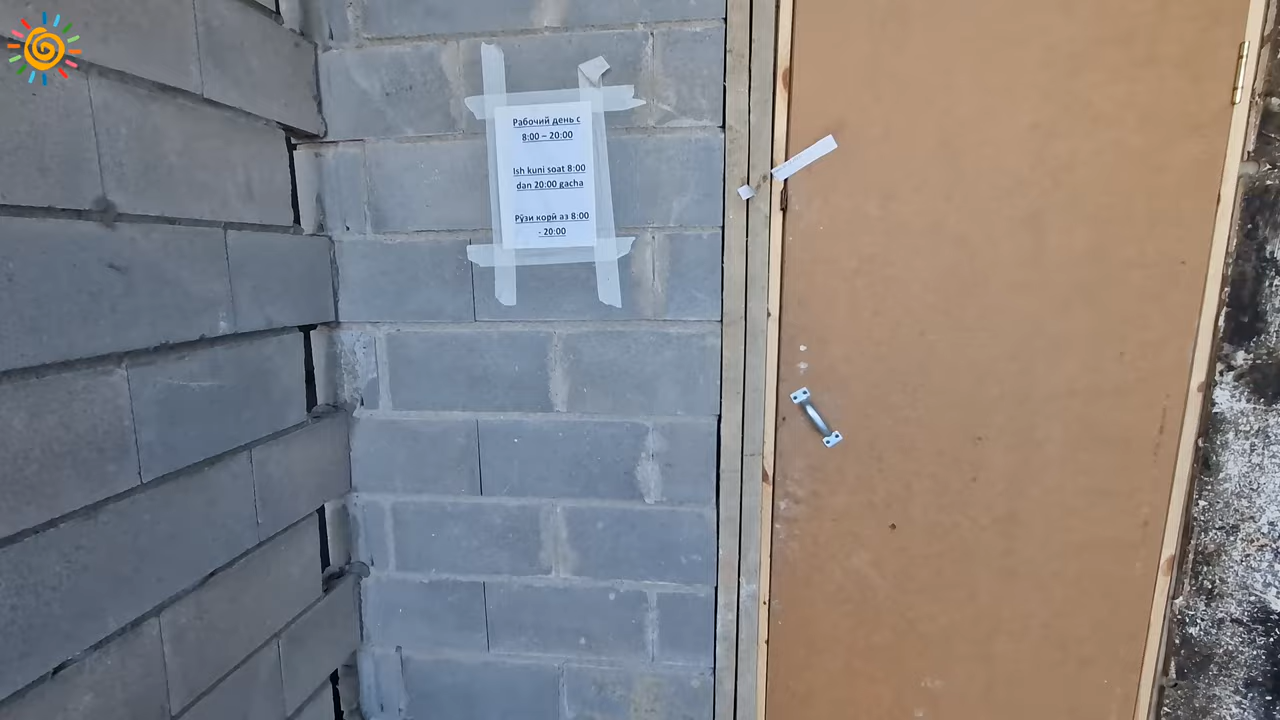 Рабочий день с
8:00 – 20:00
Ish kuni soat 8:00
dan 20:00 gacha
Рӯзи корӣ аз 8:00
- 20:00